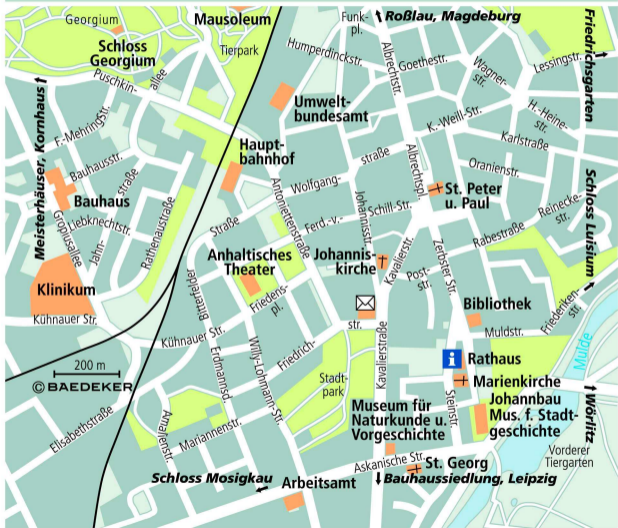 Georgium
Mausoleum
Funk-
pl.
Roßlau, Magdeburg
Friedrichsgarten
Schloss
Georgium
Tierpark
Humperdinckstr.
Albrechtstr.
Goethestr.
Wagner-
str.
Lessingstr.
Puschkin-
allee
Meisterhäuser, Kornhaus
Umwelt-
bundesamt
H.-Heine-
str.
F.-MehringStr.
K.-Weill-Str.
Karlstraße
Haupt-
bahnhof
Bauhausstr.
straße
Albrechtspl.
Oranienstr.
Bauhaus
Wolfgang-
straße
St. Peter
u. Paul
Schloss Luisium
Gropiusallee
Liebknechtstr.
Jahn-
Rathenaustraße
Straße
Antoniettenstraße
Ferd.-v.-
Schill-Str.
Johannisstr.
Reinecke-
str.
Rabestraße
Kavalierstr.
Zerbster Str.
Anhaltisches
Theater
Johannis-
kirche
Post-
str.
Klinikum
Bitterfelder
Friedens-
pl.
Bibliothek
Friederiken-
str.
Kühnauer Str.
Kühnauer Str.
Friedrich-
str.
Muldstr.
Mulde
200 m
© BAEDEKER
Erdmannsd.
Willy-Lohmann-Str.
Stadt-
park
Kavalierstraße
i
Rathaus
Marienkirche
Johannbau
Mus. f. Stadt-
geschichte
Wörlitz
Elisabethstraße
Amalienstr.
Mariannenstr.
Museum für
Naturkunde u.
Vorgeschichte
Steinstr.
Vorderer
Tiergarten
Askanische Str.
St. Georg
Schloss Mosigkau
Arbeitsamt
Bauhaussiedlung, Leipzig